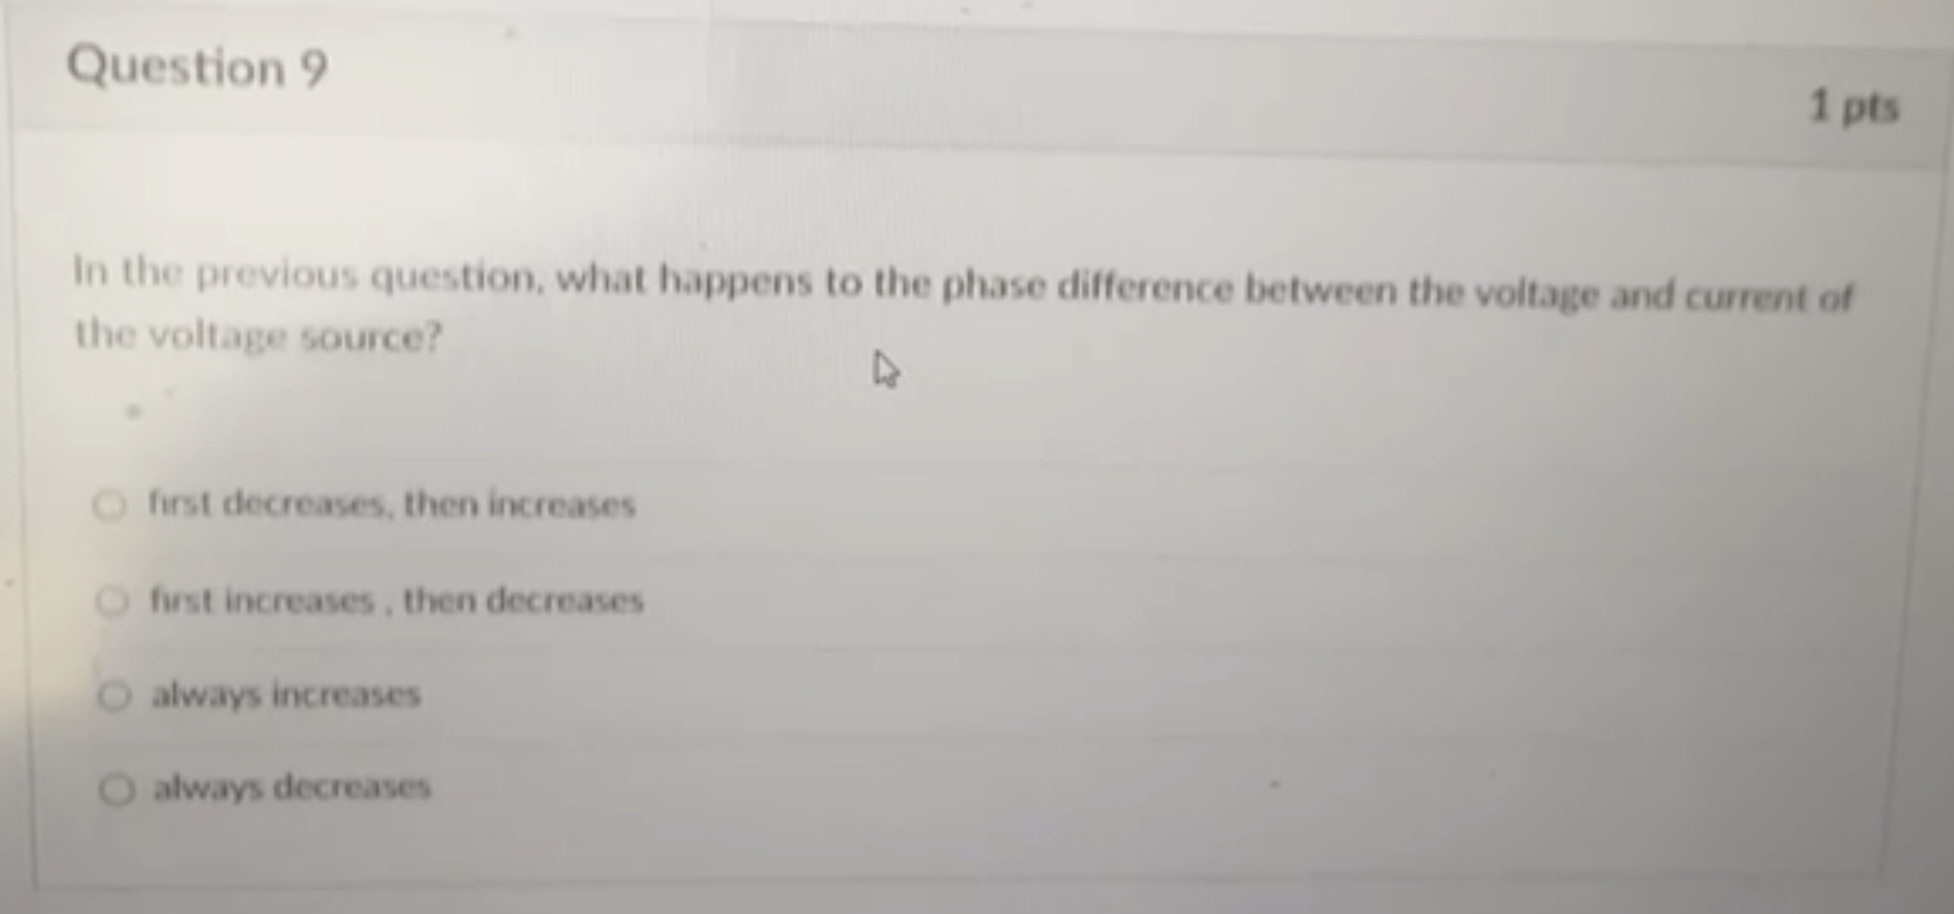 Question 9
1 pts
In the previous question, what happens to the phase difference between the voltage and current of
the voltage source?
first decreases, then increases
first increases , then decreases
always increases
always decreases